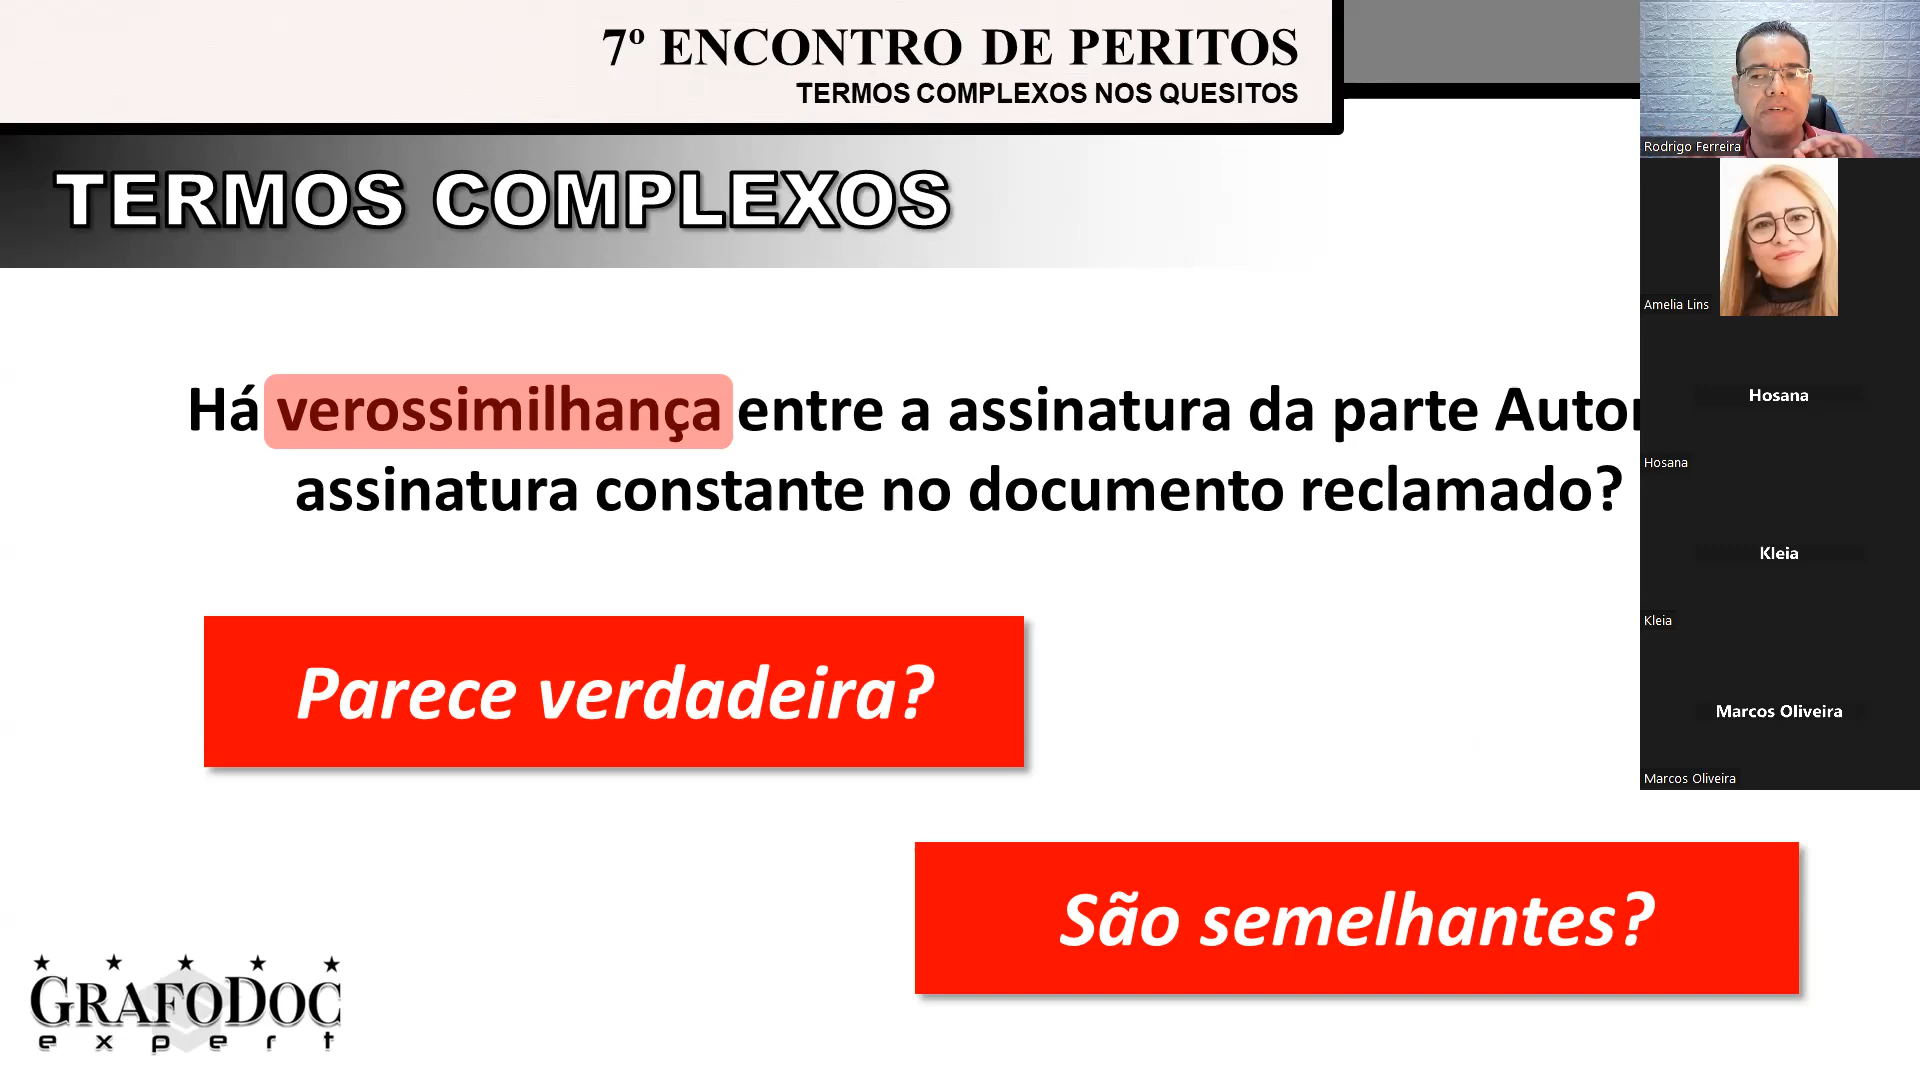 7º ENCONTRO DE PERITOS
TERMOS COMPLEXOS NOS QUESITOS
TERMOS COMPLEXOS
Há verossimilhança entre a assinatura da parte Autor
assinatura constante no documento reclamado?
Parece verdadeira?
São semelhantes?
GRAFODOC
expert
Rodrigo Ferreira
Amelia Lins
Hosana
Hosana
Kleia
Kleia
Marcos Oliveira
Marcos Oliveira